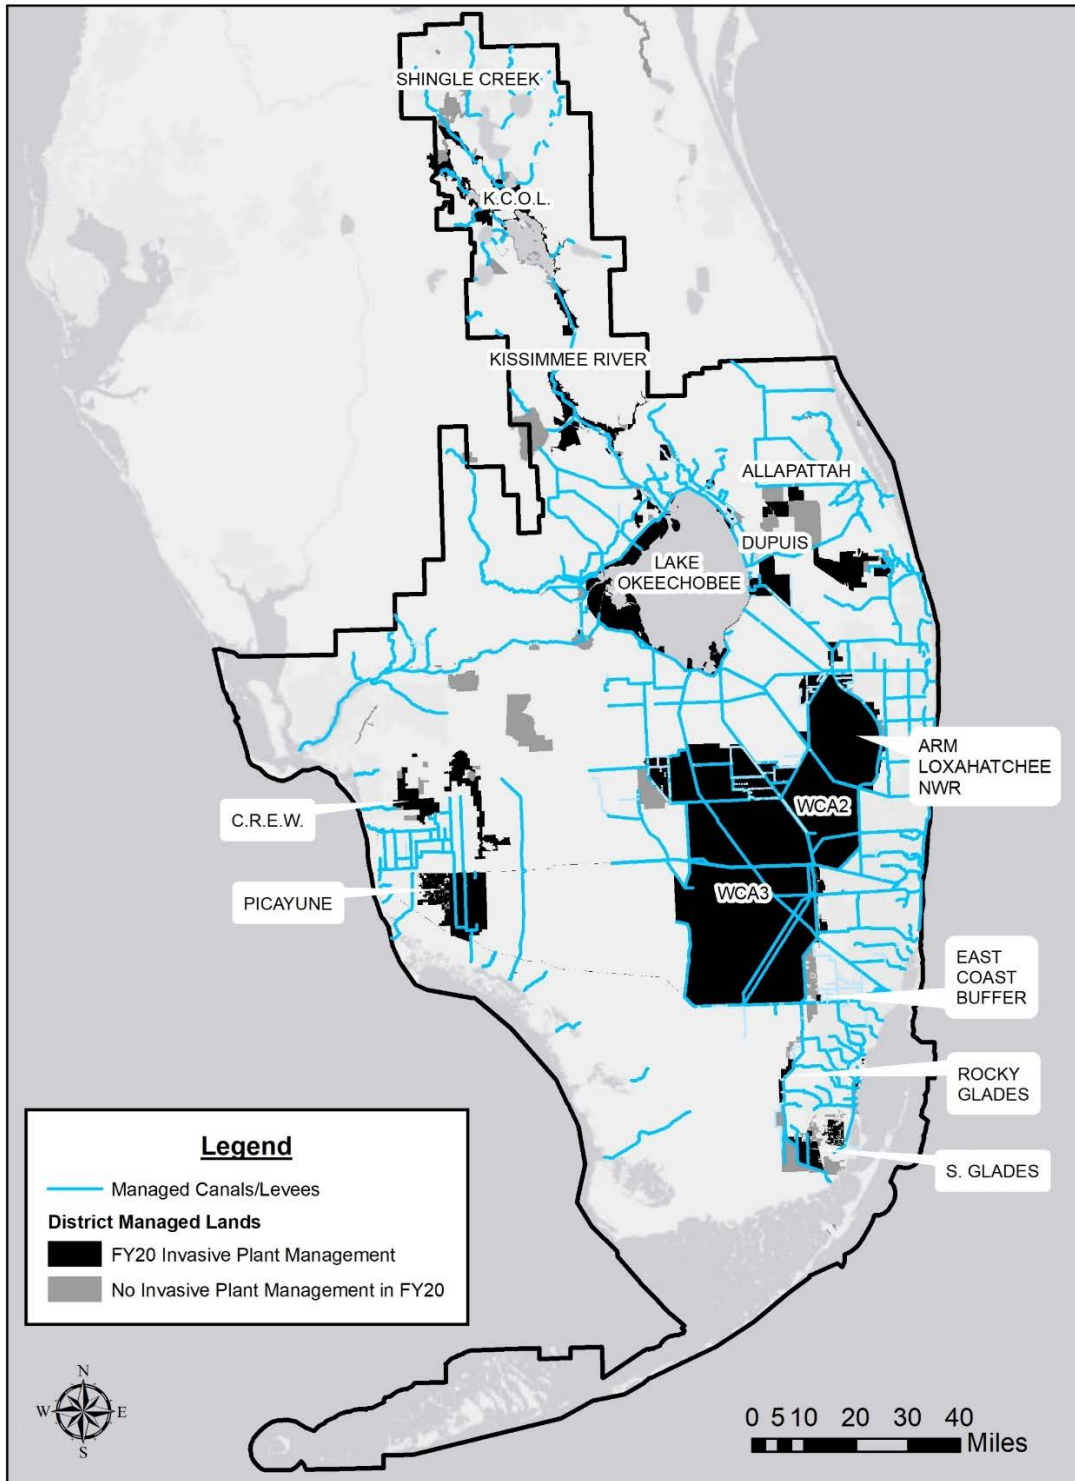 SHINGLE CREEK
K.C.O.L.
KISSIMMEE RIVER
ALLAPATTAH
DUPUIS
LAKE
OKEECHOBEE
ARM
LOXAHATCHEE
NWR
WCA2
C.R.E.W.
WCA3
PICAYUNE
EAST
COAST
BUFFER
ROCKY
GLADES
S. GLADES
Legend
Managed Canals/Levees
District Managed Lands
FY20 Invasive Plant Management
No Invasive Plant Management in FY20
N
W E
S
0 5 10 20 30 40
Miles